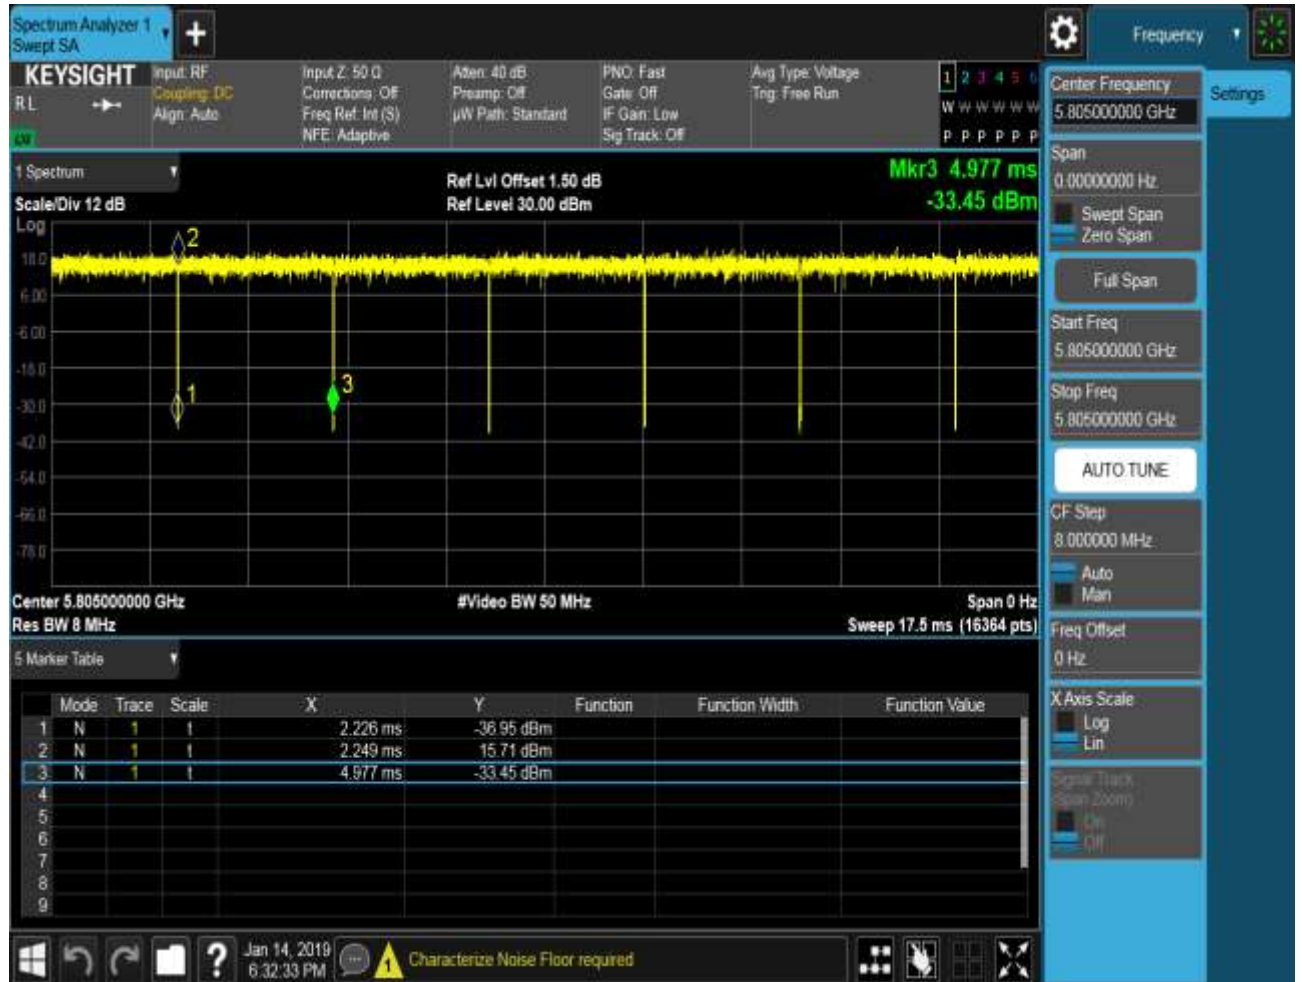 Spectrum Analyzer 1
Swept SA
Frequency
KEYSIGHT
R L
Input: RF
Coupling: DC
Align: Auto
Input Z: 50 Ω
Corrections: Off
Freq Ref: Int (S)
NFE: Adaptive
Atten: 40 dB
Preamp: Off
µW Path: Standard
PNO: Fast
Gate: Off
IF Gain: Low
Sig Track: Off
Avg Type: Voltage
Trig: Free Run
1 2 3 4 5 6
W W W W W W
P P P P P P
1 Spectrum
Scale/Div 12 dB
Ref Lvl Offset 1.50 dB
Ref Level 30.00 dBm
Mkr3 4.977 ms
-33.45 dBm
Log
18.0
6.00
-6.00
-18.0
-30.0
-42.0
-54.0
-66.0
-78.0
2
1
3
Center 5.805000000 GHz
Res BW 8 MHz
#Video BW 50 MHz
Span 0 Hz
Sweep 17.5 ms (16364 pts)
5 Marker Table
Mode Trace Scale X Y Function Function Width Function Value
1 N 1 t 2.226 ms -36.95 dBm
2 N 1 t 2.249 ms 15.71 dBm
3 N 1 t 4.977 ms -33.45 dBm
4
5
6
7
8
9
Center Frequency
5.805000000 GHz
Settings
Span
0.00000000 Hz
Swept Span
Zero Span
Full Span
Start Freq
5.805000000 GHz
Stop Freq
5.805000000 GHz
AUTO TUNE
CF Step
8.000000 MHz
Auto
Man
Freq Offset
0 Hz
X Axis Scale
Log
Lin
Signal Track
(Span Zoom)
On
Off
?
Jan 14, 2019
6:32:33 PM
1
Characterize Noise Floor required